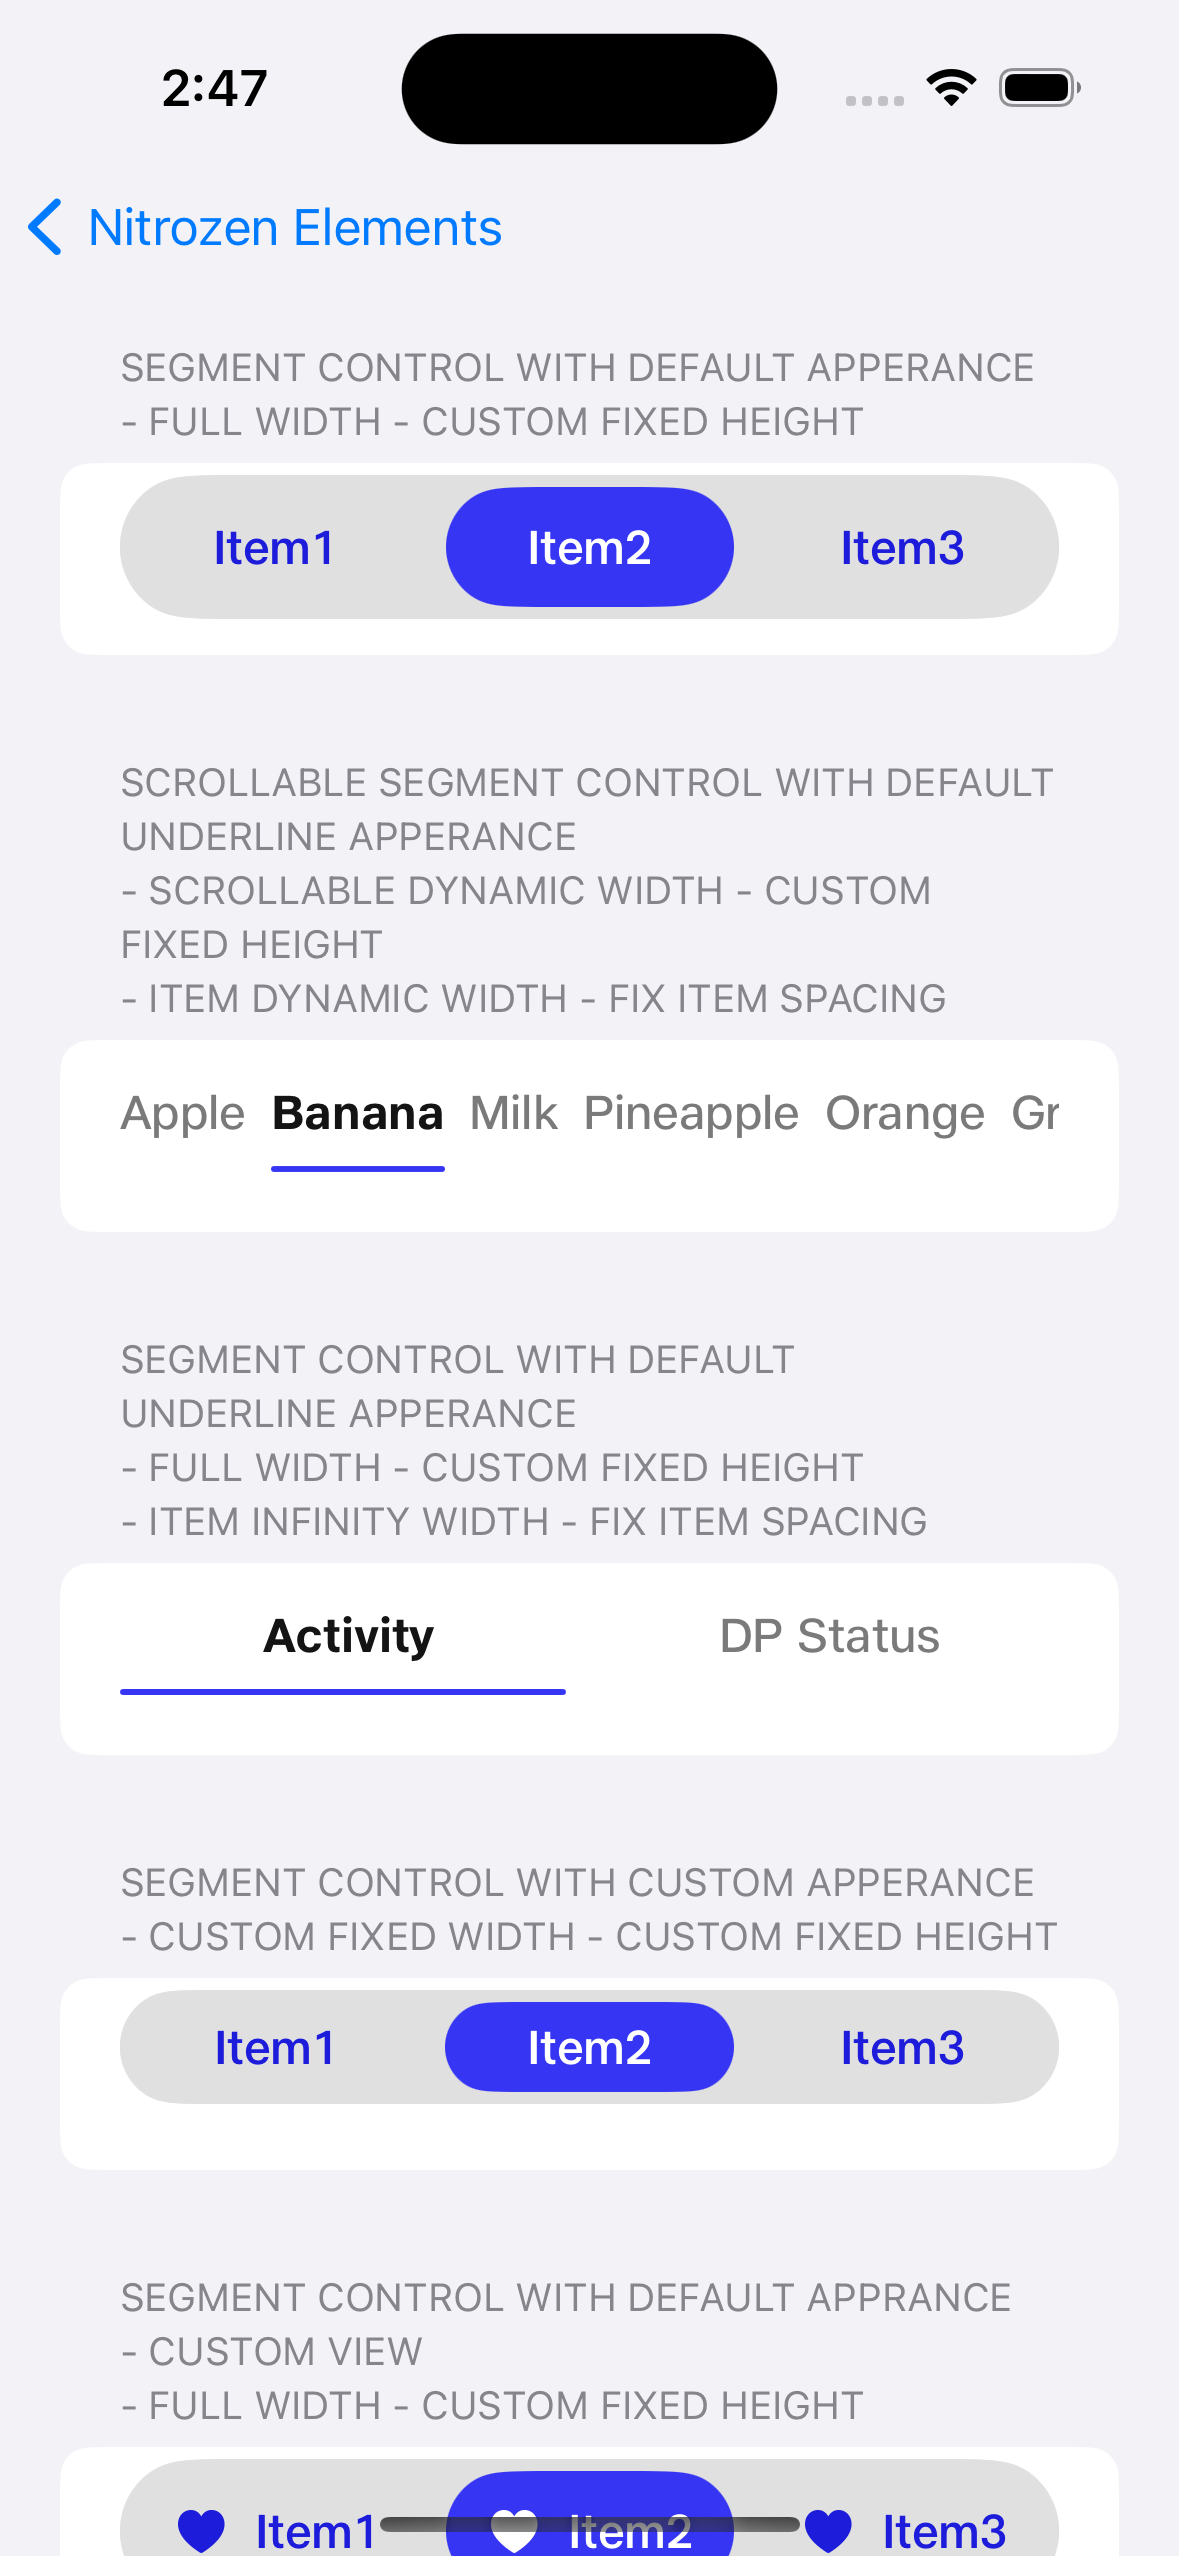 2:47
Nitrozen Elements
SEGMENT CONTROL WITH DEFAULT APPERANCE
- FULL WIDTH - CUSTOM FIXED HEIGHT
Item1 Item2 Item3
SCROLLABLE SEGMENT CONTROL WITH DEFAULT
UNDERLINE APPERANCE
- SCROLLABLE DYNAMIC WIDTH - CUSTOM
FIXED HEIGHT
- ITEM DYNAMIC WIDTH - FIX ITEM SPACING
Apple Banana Milk Pineapple Orange Gr
SEGMENT CONTROL WITH DEFAULT
UNDERLINE APPERANCE
- FULL WIDTH - CUSTOM FIXED HEIGHT
- ITEM INFINITY WIDTH - FIX ITEM SPACING
Activity DP Status
SEGMENT CONTROL WITH CUSTOM APPERANCE
- CUSTOM FIXED WIDTH - CUSTOM FIXED HEIGHT
Item1 Item2 Item3
SEGMENT CONTROL WITH DEFAULT APPRANCE
- CUSTOM VIEW
- FULL WIDTH - CUSTOM FIXED HEIGHT
Item1 Item2 Item3